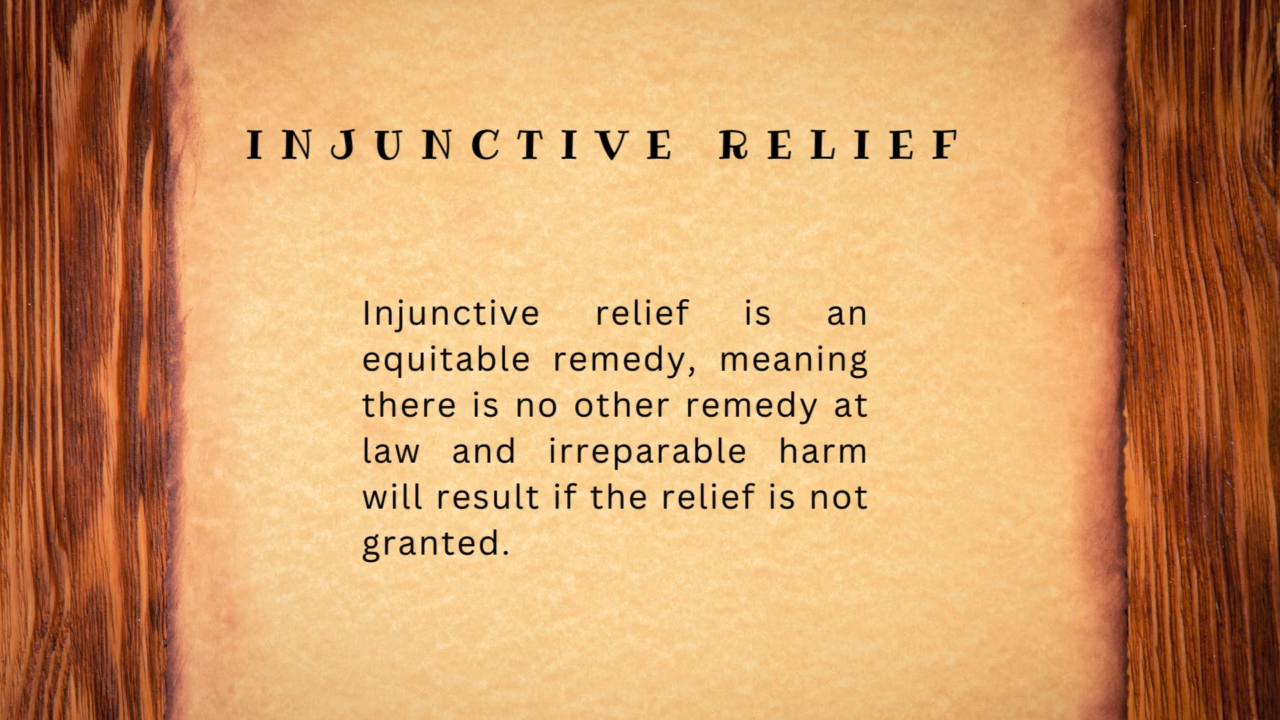 INJUNCTIVE RELIEF
Injunctive relief is an
equitable remedy, meaning
there is no other remedy at
law and irreparable harm
will result if the relief is not
granted.